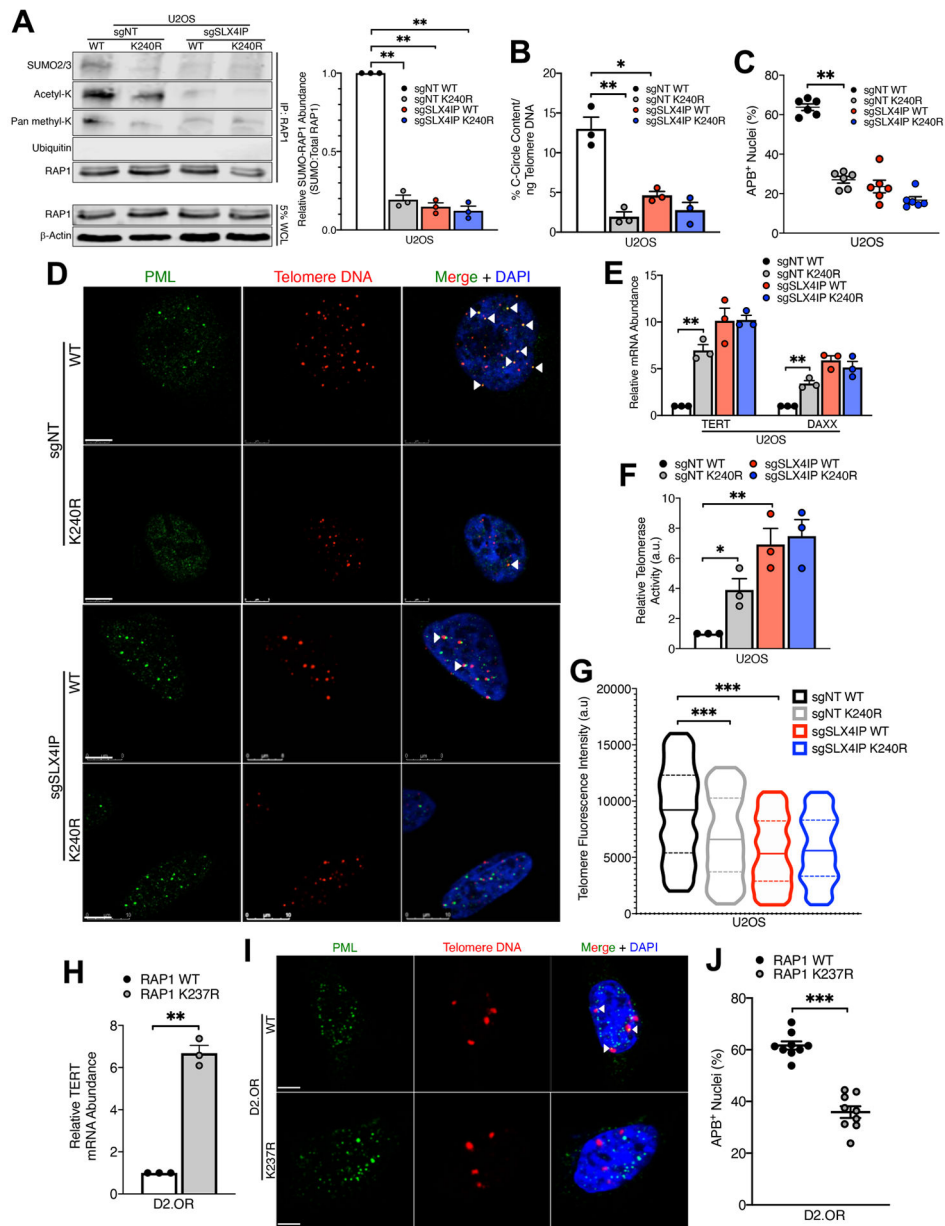 A
U2OS
sgNT
sgSLX4IP
WT
K240R
WT
K240R
SUMO2/3
Acetyl-K
Pan methyl-K
Ubiquitin
RAP1
IP: RAP1
RAP1
β-Actin
5% WCL
Relative SUMO-RAP1 Abundance
(SUMO:Total RAP1)
1.0
0.8
0.6
0.4
0.2
0.0
**
**
**
sgNT WT
sgNT K240R
sgSLX4IP WT
sgSLX4IP K240R
U2OS
B
% C-Circle Content/
ng Telomere DNA
20
15
10
5
0
*
**
sgNT WT
sgNT K240R
sgSLX4IP WT
sgSLX4IP K240R
U2OS
C
APB+ Nuclei (%)
80
60
40
20
0
**
sgNT WT
sgNT K240R
sgSLX4IP WT
sgSLX4IP K240R
U2OS
D
PML
Telomere DNA
Merge + DAPI
sgNT
WT
K240R
sgSLX4IP
WT
K240R
E
Relative mRNA Abundance
15
10
5
0
**
**
sgNT WT
sgNT K240R
sgSLX4IP WT
sgSLX4IP K240R
TERT
DAXX
U2OS
F
sgNT WT
sgNT K240R
sgSLX4IP WT
sgSLX4IP K240R
Relative Telomerase
Activity (a.u.)
10
8
6
4
2
0
**
*
U2OS
G
Telomere Fluorescence Intensity (a.u)
20000
15000
10000
5000
0
***
***
sgNT WT
sgNT K240R
sgSLX4IP WT
sgSLX4IP K240R
U2OS
H
RAP1 WT
RAP1 K237R
Relative TERT
mRNA Abundance
8
6
4
2
0
**
D2.OR
I
PML
Telomere DNA
Merge + DAPI
D2.OR
WT
K237R
J
RAP1 WT
RAP1 K237R
APB+ Nuclei (%)
80
60
40
20
0
***
D2.OR